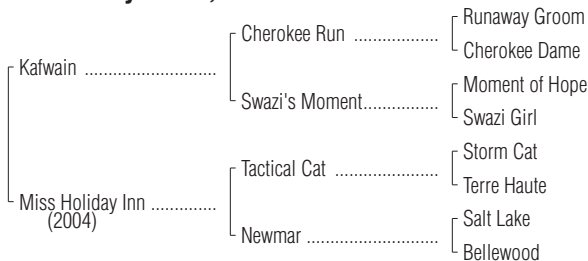 Runaway Groom
Cherokee Run ..................
Cherokee Dame
Kafwain ............................
Moment of Hope
Swazi's Moment................
Swazi Girl
Storm Cat
Tactical Cat ......................
Terre Haute
Miss Holiday Inn ..............
(2004)
Salt Lake
Newmar ............................
Bellewood